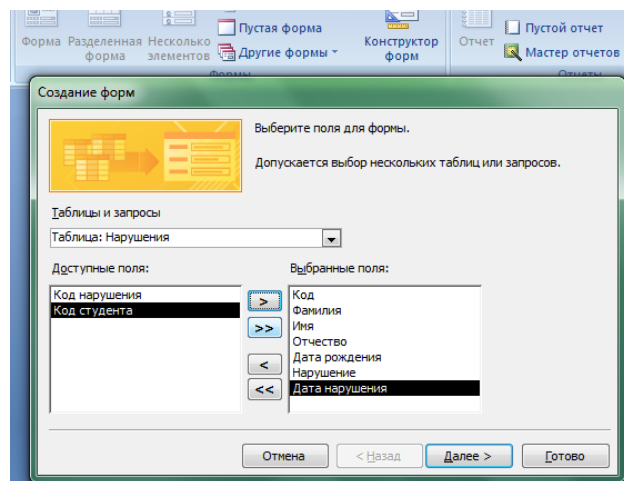 Пустая форма
Пустой отчет
Форма Разделенная форма Несколько элементов Другие формы Конструктор форм Отчет Мастер отчетов
Формы Отчеты
Создание форм
Выберите поля для формы.
Допускается выбор нескольких таблиц или запросов.
Таблицы и запросы
Таблица: Нарушения
Доступные поля:
Выбранные поля:
Код нарушения
Код студента
>
>>
<
<<
Код
Фамилия
Имя
Отчество
Дата рождения
Нарушение
Дата нарушения
Отмена
< Назад
Далее >
Готово